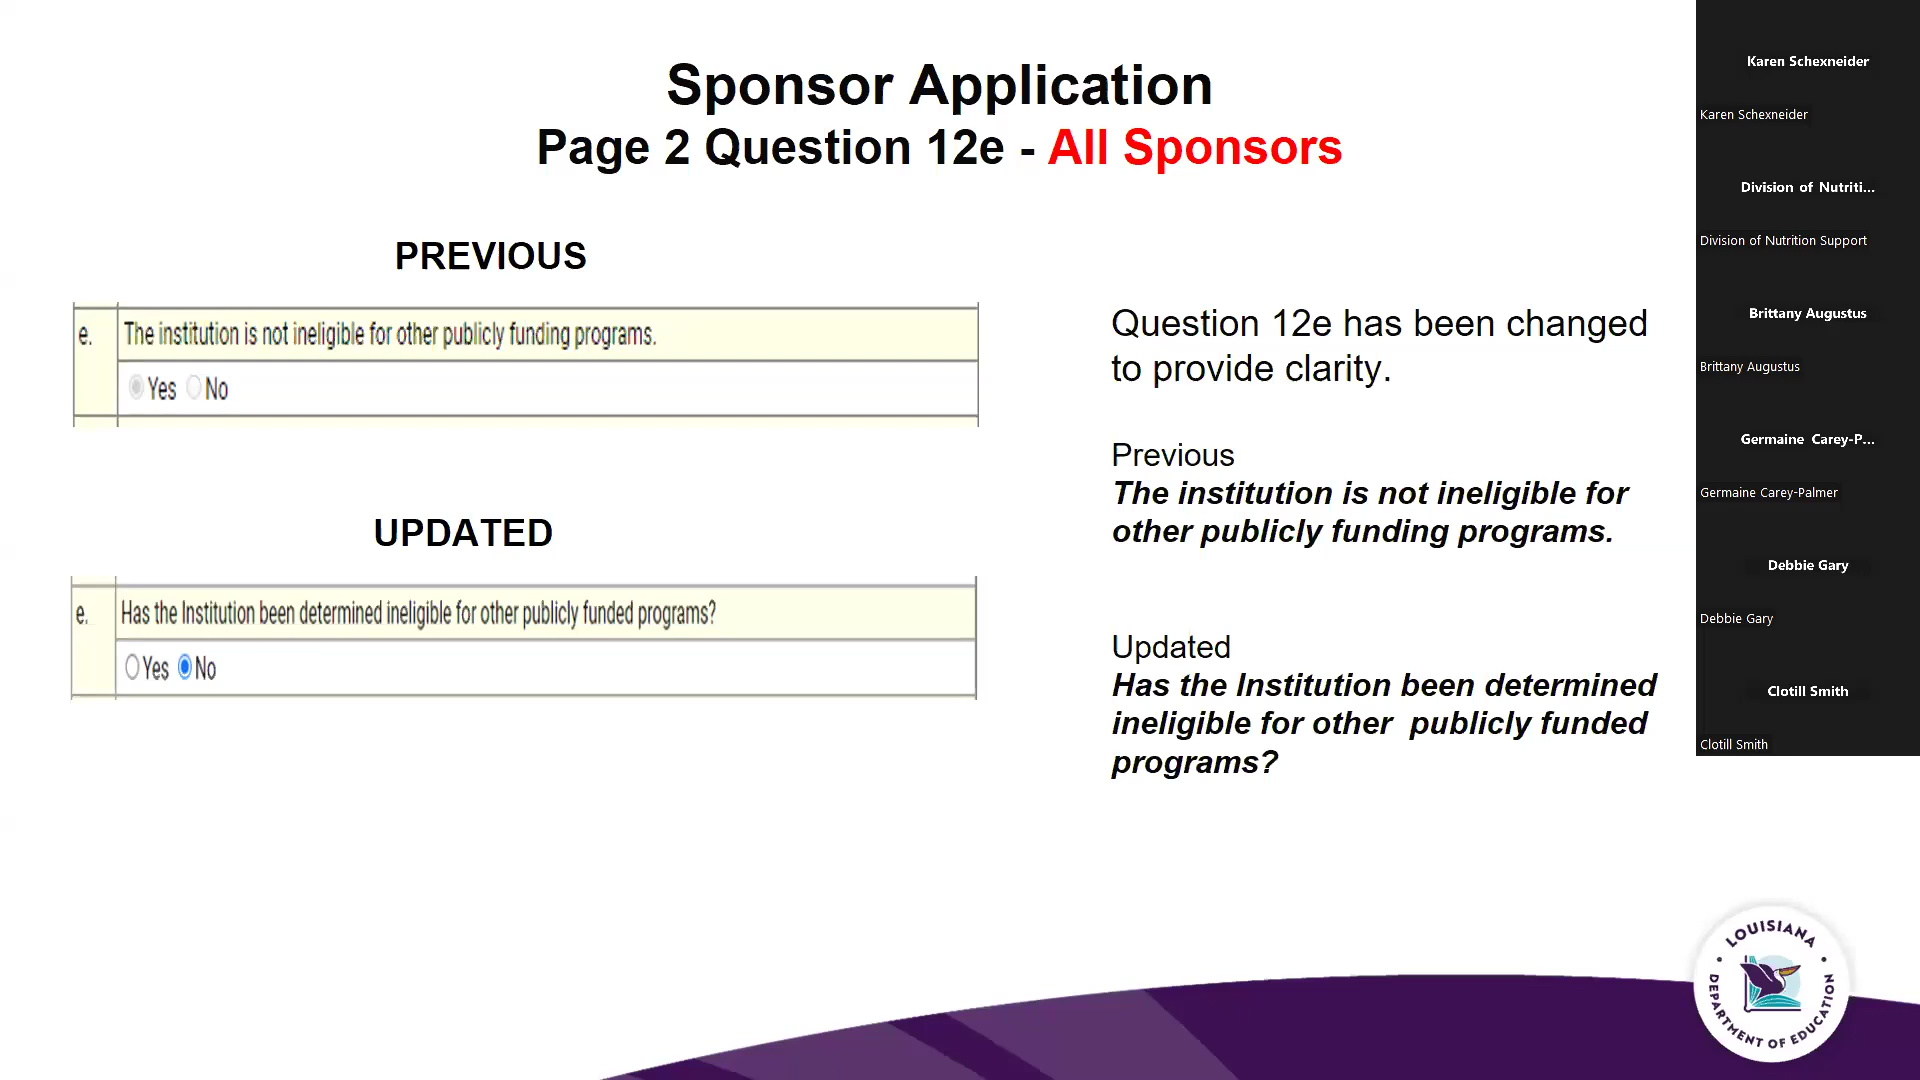 Sponsor Application
Page 2 Question 12e - All Sponsors
PREVIOUS
e. The institution is not ineligible for other publicly funding programs.
Yes No
UPDATED
e. Has the Institution been determined ineligible for other publicly funded programs?
Yes No
Question 12e has been changed
to provide clarity.
Previous
The institution is not ineligible for
other publicly funding programs.
Updated
Has the Institution been determined
ineligible for other publicly funded
programs?
Karen Schexneider
Karen Schexneider
Division of Nutriti...
Division of Nutrition Support
Brittany Augustus
Brittany Augustus
Germaine Carey-P...
Germaine Carey-Palmer
Debbie Gary
Debbie Gary
Clotill Smith
Clotill Smith
LOUISIANA
DEPARTMENT OF EDUCATION